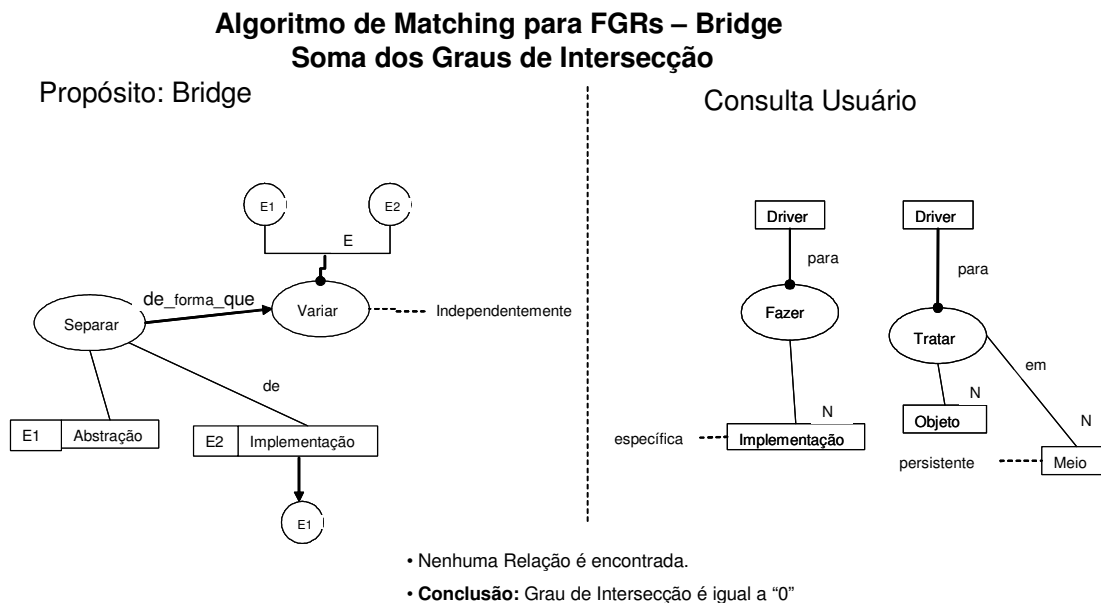 Algoritmo de Matching para FGRs – Bridge
Soma dos Graus de Intersecção
Propósito: Bridge
E1
E2
E
de_forma_que
Separar
Variar
Independentemente
de
E1
Abstração
E2
Implementação
E1
Consulta Usuário
Driver
Driver
para
para
Fazer
Tratar
em
N
N
N
específica
Implementação
Objeto
persistente
Meio
• Nenhuma Relação é encontrada.
• Conclusão: Grau de Intersecção é igual a “0”